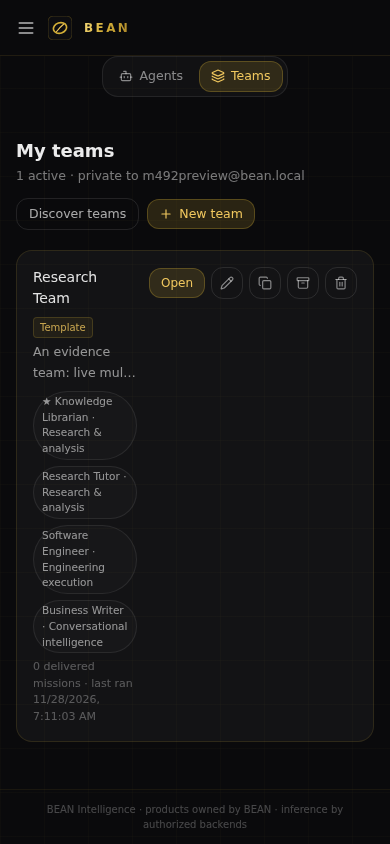 BEAN
Agents
Teams
My teams
1 active · private to m492preview@bean.local
Discover teams
New team
Research
Team
Open
Template
An evidence
team: live mul…
★ Knowledge
Librarian ·
Research &
analysis
Research Tutor ·
Research &
analysis
Software
Engineer ·
Engineering
execution
Business Writer
· Conversational
intelligence
0 delivered
missions · last ran
11/28/2026,
7:11:03 AM
BEAN Intelligence · products owned by BEAN · inference by
authorized backends